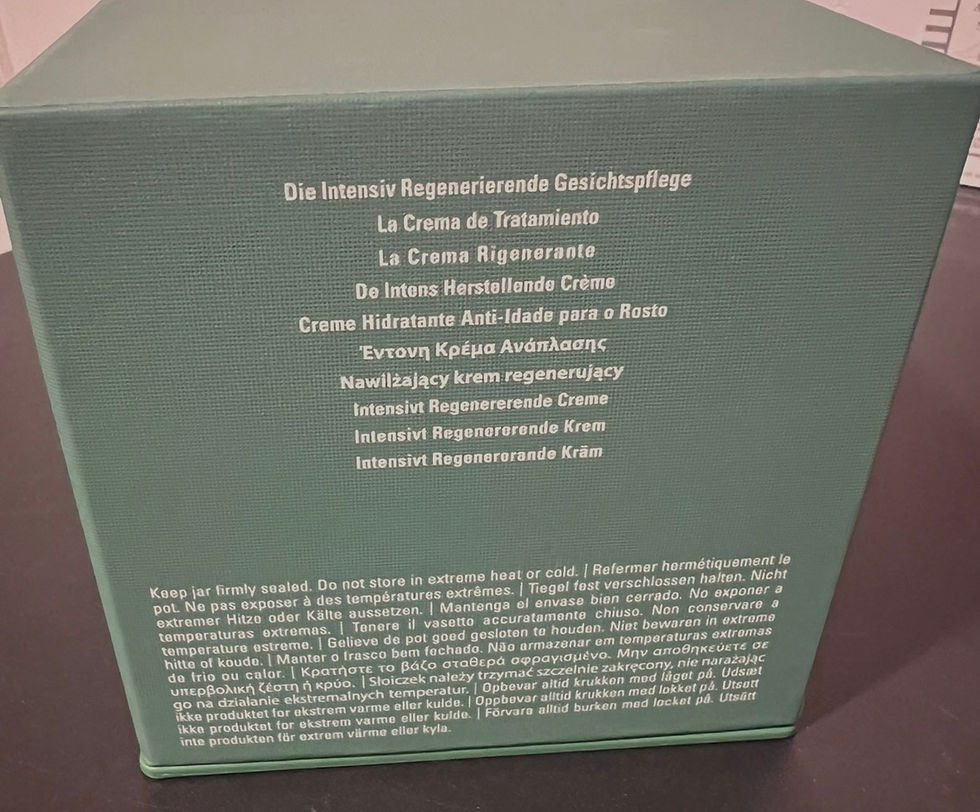 Die Intensiv Regenerierende Gesichtspflege
La Crema de Tratamiento
La Crema Rigenerante
De Intens Herstellende Crème
Creme Hidratante Anti-Idade para o Rosto
Έντονη Κρέμα Ανάπλασης
Nawilżający krem regenerujący
Intensivt Regenererende Creme
Intensivt Regenererende Krem
Intensivt Regenererande Kräm
Keep jar firmly sealed. Do not store in extreme heat or cold. | Refermer hermétiquement le
pot. Ne pas exposer à des températures extrêmes. | Tiegel fest verschlossen halten. Nicht
extremer Hitze oder Kälte aussetzen. | Mantenga el envase bien cerrado. No exponer a
temperaturas extremas. | Tenere il vasetto accuratamente chiuso. Non conservare a
temperature estreme. | Gelieve de pot goed gesloten te houden. Niet bewaren in extreme
hitte of koude. | Manter o frasco bem fechado. Não armazenar em temperaturas extremas
de frio ou calor. | Κρατήστε το βάζο σταθερά σφραγισμένο. Μην αποθηκεύετε σε
υπερβολική ζέστη ή κρύο. | Słoiczek należy trzymać szczelnie zakręcony, nie narażając
go na działanie ekstremalnych temperatur. | Opbevar altid krukken med låget på. Udsæt
ikke produktet for ekstrem varme eller kulde. | Oppbevar alltid krukken med lokket på. Utsett
ikke produktet for ekstrem varme eller kulde. | Förvara alltid burken med locket på. Utsätt
inte produkten för extrem värme eller kyla.